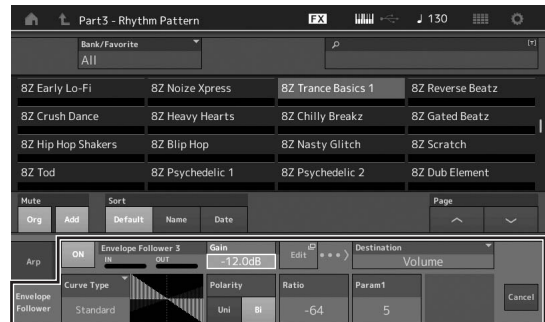 Part3 - Rhythm Pattern FX ♩ 130
Bank/Favorite
All
8Z Early Lo-Fi 8Z Noize Xpress 8Z Trance Basics 1 8Z Reverse Beatz
8Z Crush Dance 8Z Heavy Hearts 8Z Chilly Breakz 8Z Gated Beatz
8Z Hip Hop Shakers 8Z Blip Hop 8Z Nasty Glitch 8Z Scratch
8Z Tod 8Z Psychedelic 1 8Z Psychedelic 2 8Z Dub Element
Mute Sort Page
Org Add Default Name Date
Arp ON Envelope Follower 3 IN OUT Gain -12.0dB Edit Destination Volume
Envelope Follower Curve Type Standard Polarity Uni Bi Ratio -64 Param1 5 Cancel